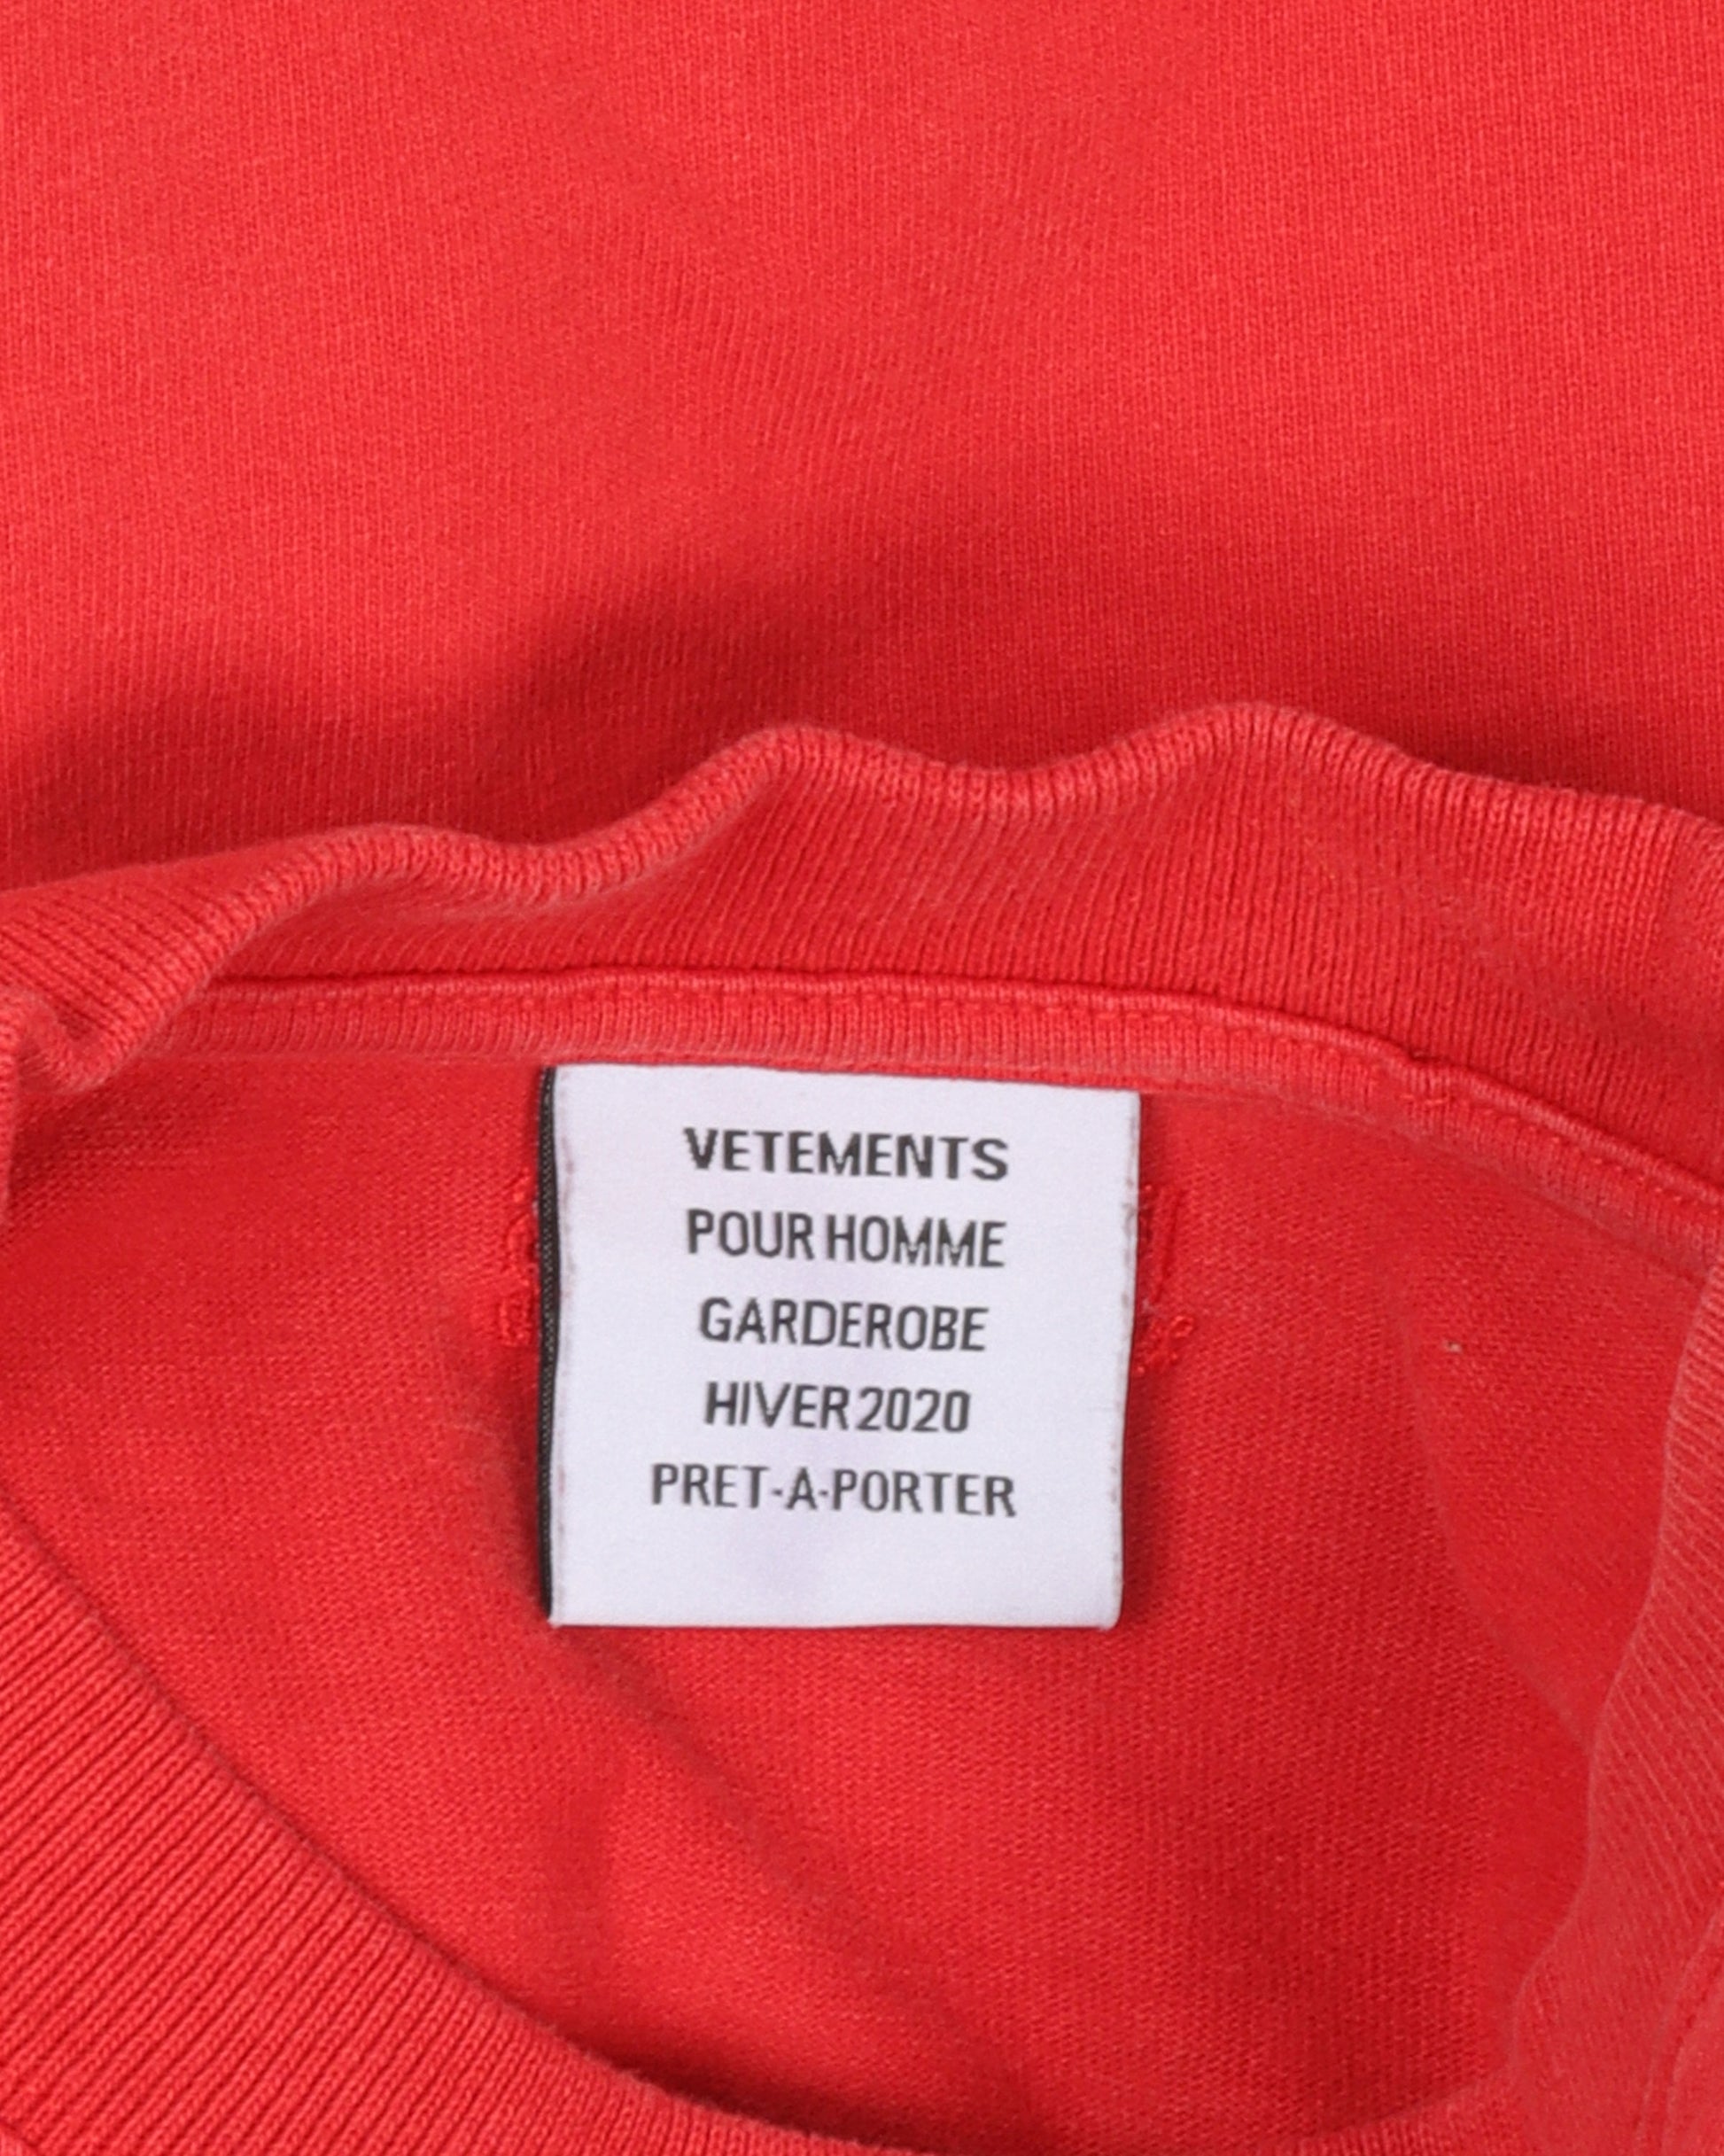 VETEMENTS
POUR HOMME
GARDEROBE
HIVER 2020
PRET-A-PORTER